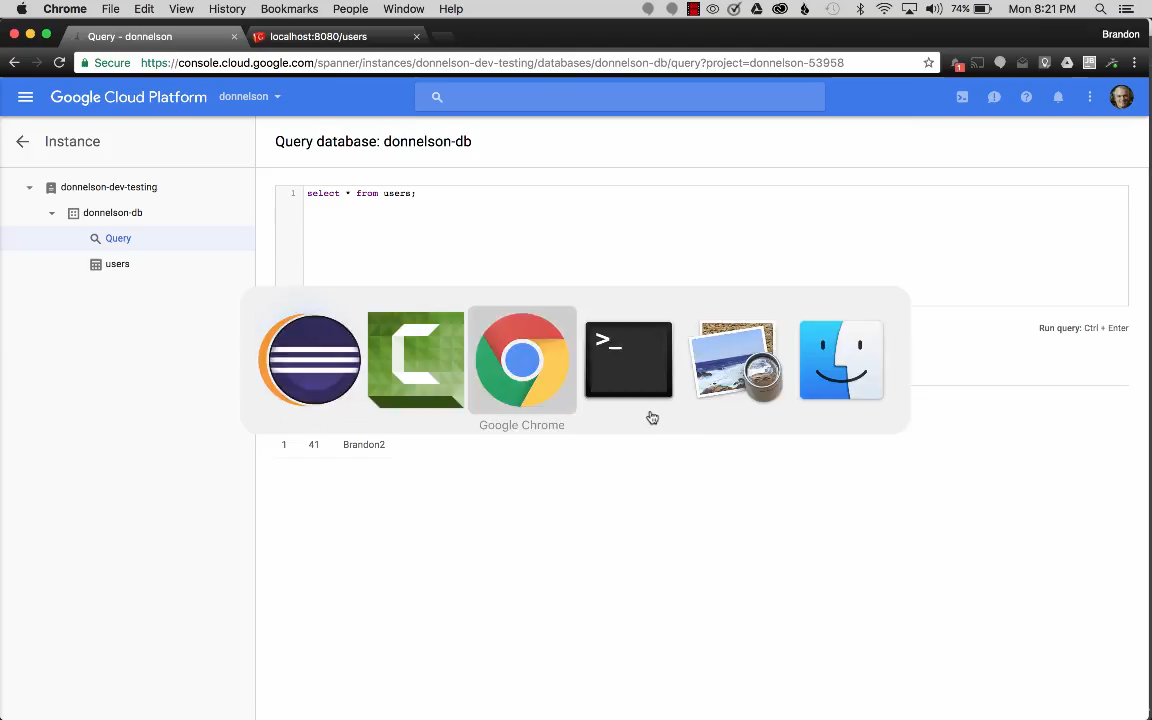 Chrome File Edit View History Bookmarks People Window Help 74% Mon 8:21 PM
Query - donnelson localhost:8080/users Brandon
Secure https://console.cloud.google.com/spanner/instances/donnelson-dev-testing/databases/donnelson-db/query?project=donnelson-53958
Google Cloud Platform donnelson
Instance
Query database: donnelson-db
donnelson-dev-testing
donnelson-db
Query
users
1 select * from users;
Run query: Ctrl + Enter
Google Chrome
1 41 Brandon2